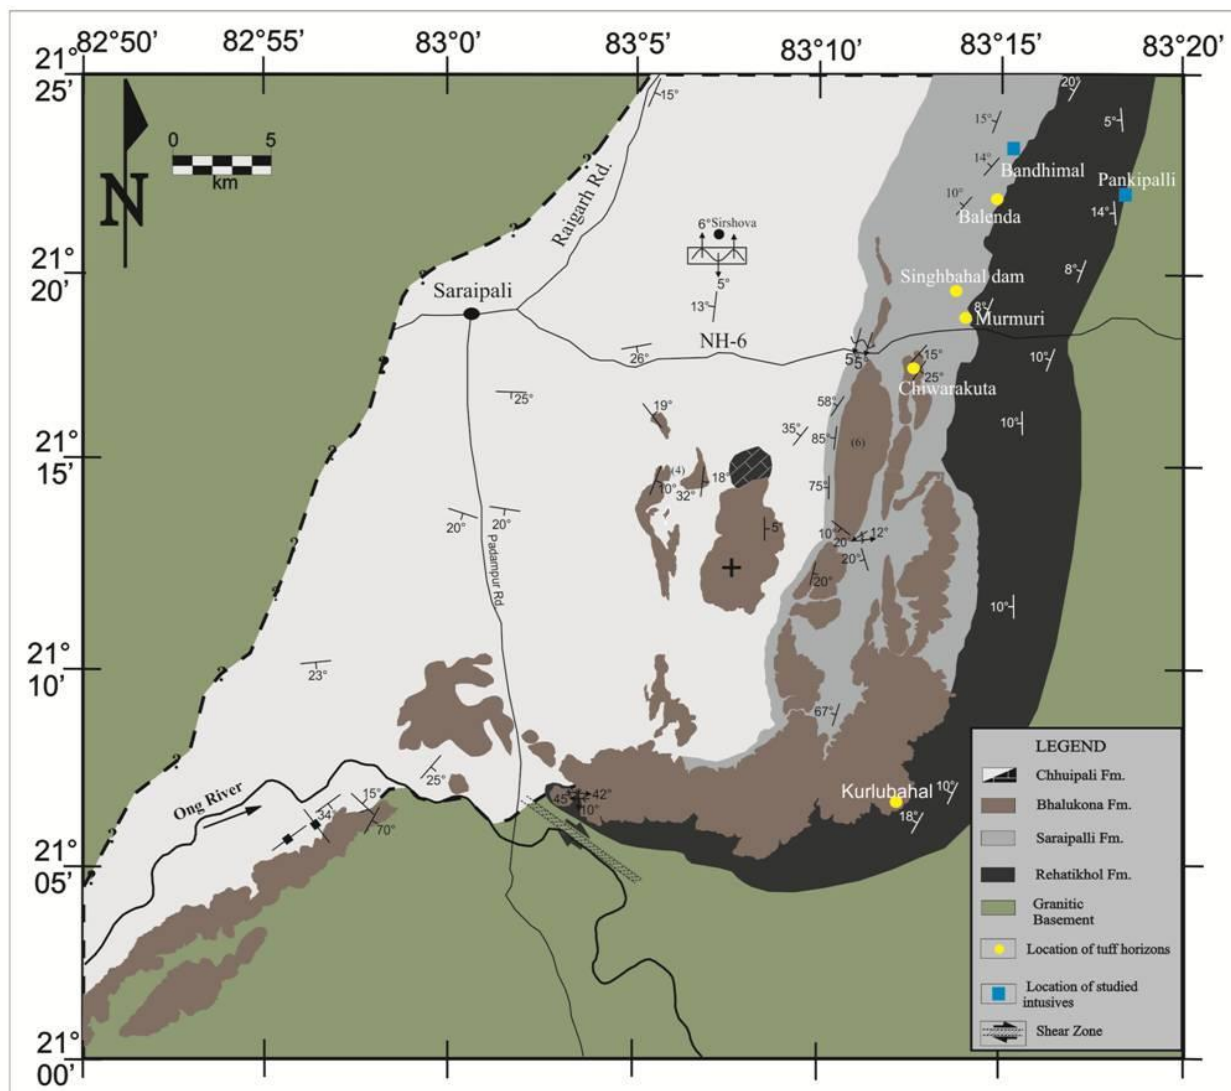 82°50’ 82°55’ 83°0’ 83°5’ 83°10’ 83°15’ 83°20’
21°
25’
0 5
km
N
15°
20°
15°
5°
14°
Bandhimal
Pankipalli
10°
14°
Balenda
Raigarh Rd.
?
?
6° Sirshova
5°
8°
21°
20’
?
Saraipali
Singhbahal dam
13°
8°
Murmuri
NH-6
26°
5°
5°
15°
25°
10°
Chiwarakuta
?
25°
19°
58°
35°
85°
(6)
10°
21°
15’
?
(4)
10°
32°
18°
75°
20°
20°
5°
10°
20
12°
20°
?
Padampur Rd
20°
10°
?
21°
10’
?
23°
67°
?
25°
Ong River
34
15°
70°
45°
42°
10°
Kurlubahal
10°
18°
?
?
21°
05’
21°
00’
LEGEND
Chhuipali Fm.
Bhalukona Fm.
Saraipalli Fm.
Rehatikhol Fm.
Granitic
Basement
Location of tuff horizons
Location of studied
intusives
Shear Zone